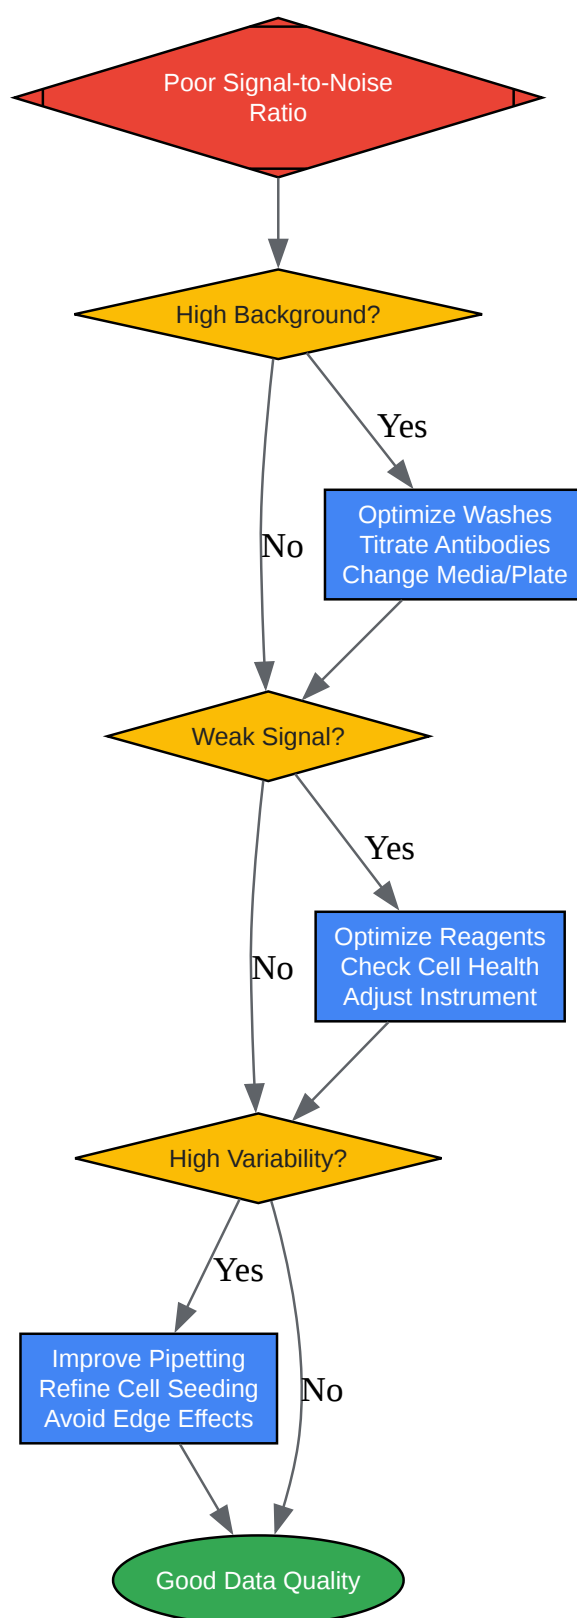 Poor Signal-to-Noise
Ratio
High Background?
Yes
Optimize Washes
Titrate Antibodies
Change Media/Plate
No
Weak Signal?
Yes
Optimize Reagents
Check Cell Health
Adjust Instrument
No
High Variability?
Yes
Improve Pipetting
Refine Cell Seeding
Avoid Edge Effects
No
Good Data Quality